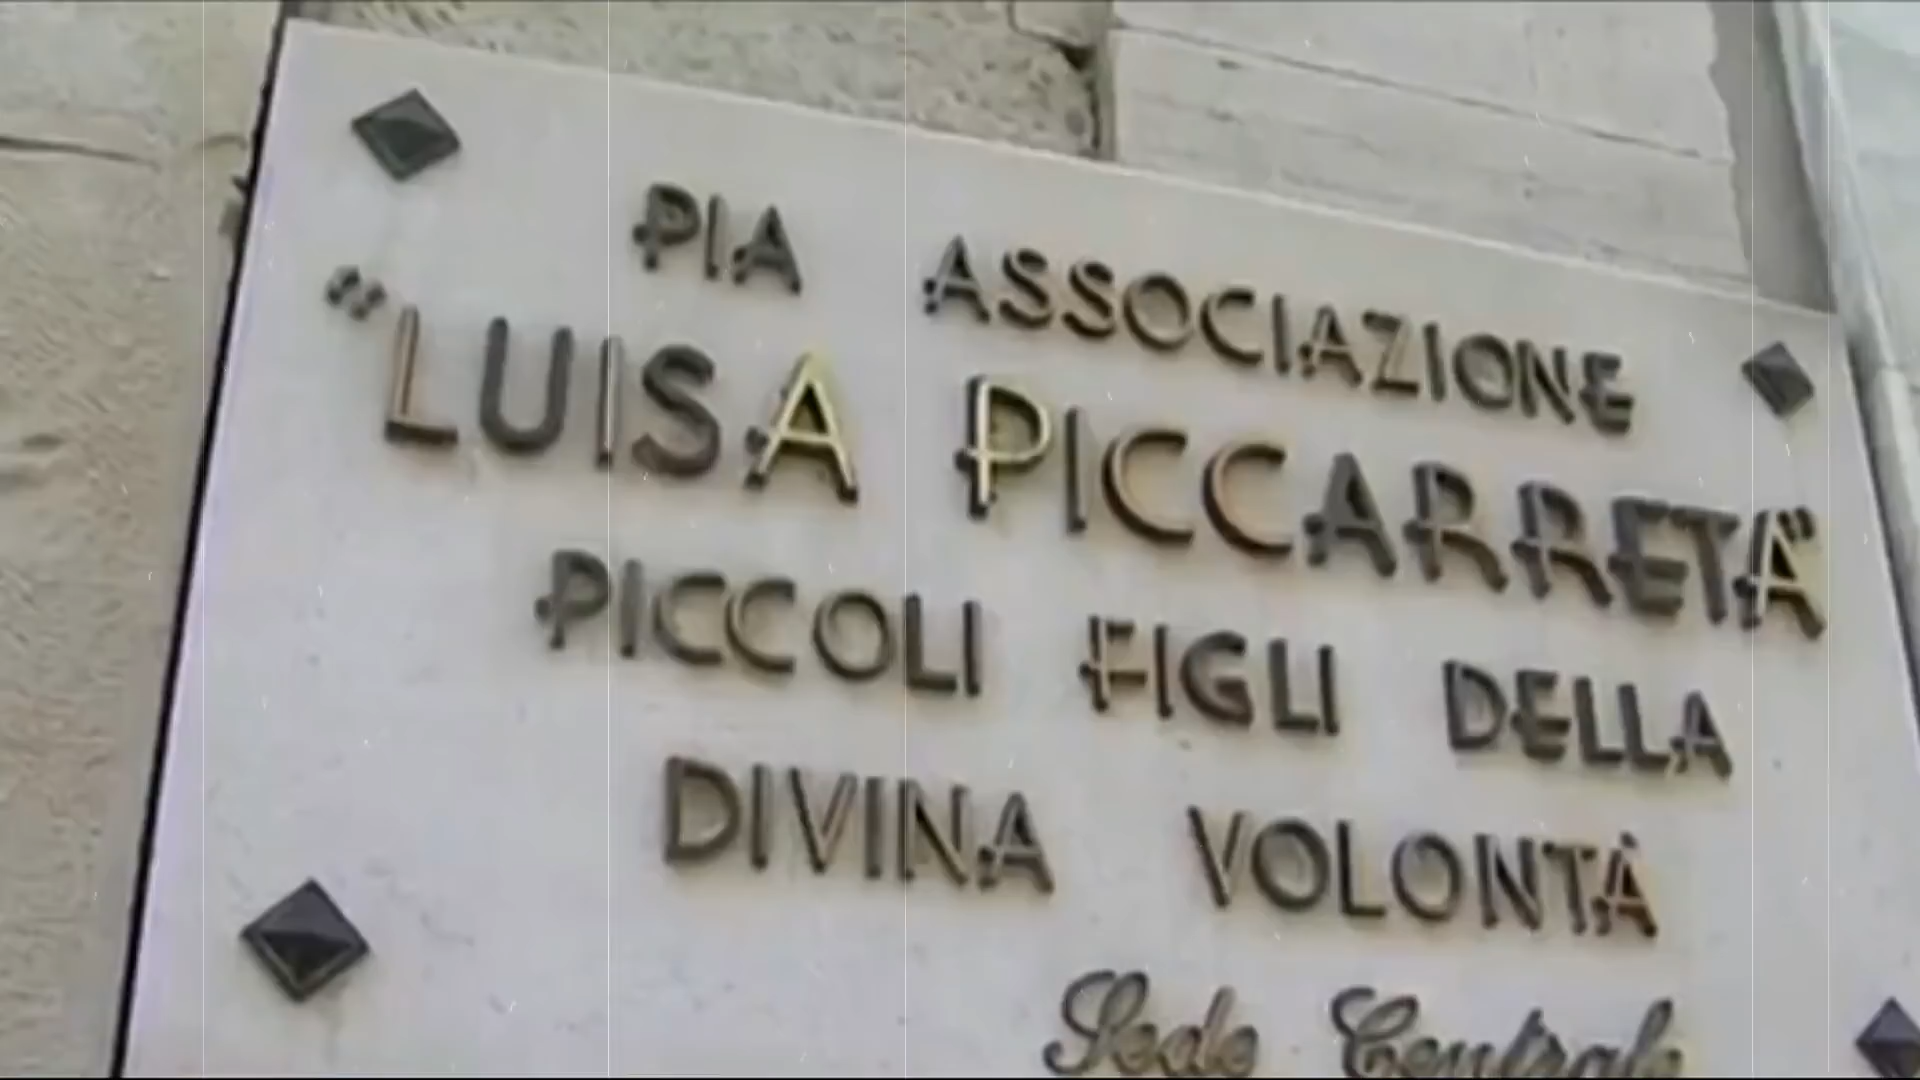 PIA ASSOCIAZIONE
"LUISA PICCARRETA"
PICCOLI FIGLI DELLA
DIVINA VOLONTÀ
Sede Centrale